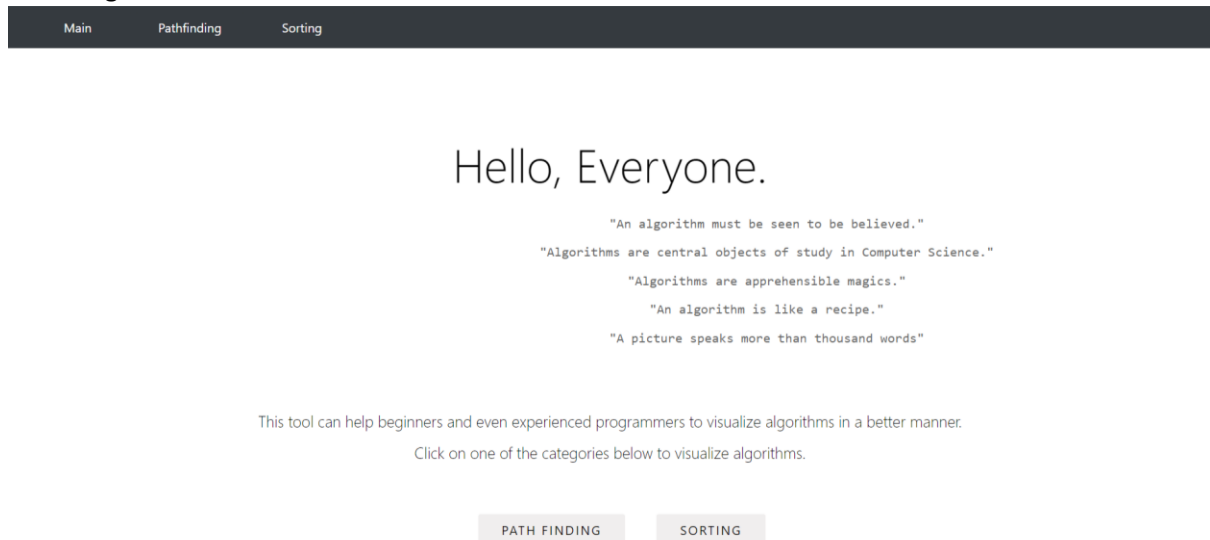 Main Pathfinding Sorting
Hello, Everyone.
"An algorithm must be seen to be believed."
"Algorithms are central objects of study in Computer Science."
"Algorithms are apprehensible magics."
"An algorithm is like a recipe."
"A picture speaks more than thousand words"
This tool can help beginners and even experienced programmers to visualize algorithms in a better manner.
Click on one of the categories below to visualize algorithms.
PATH FINDING SORTING